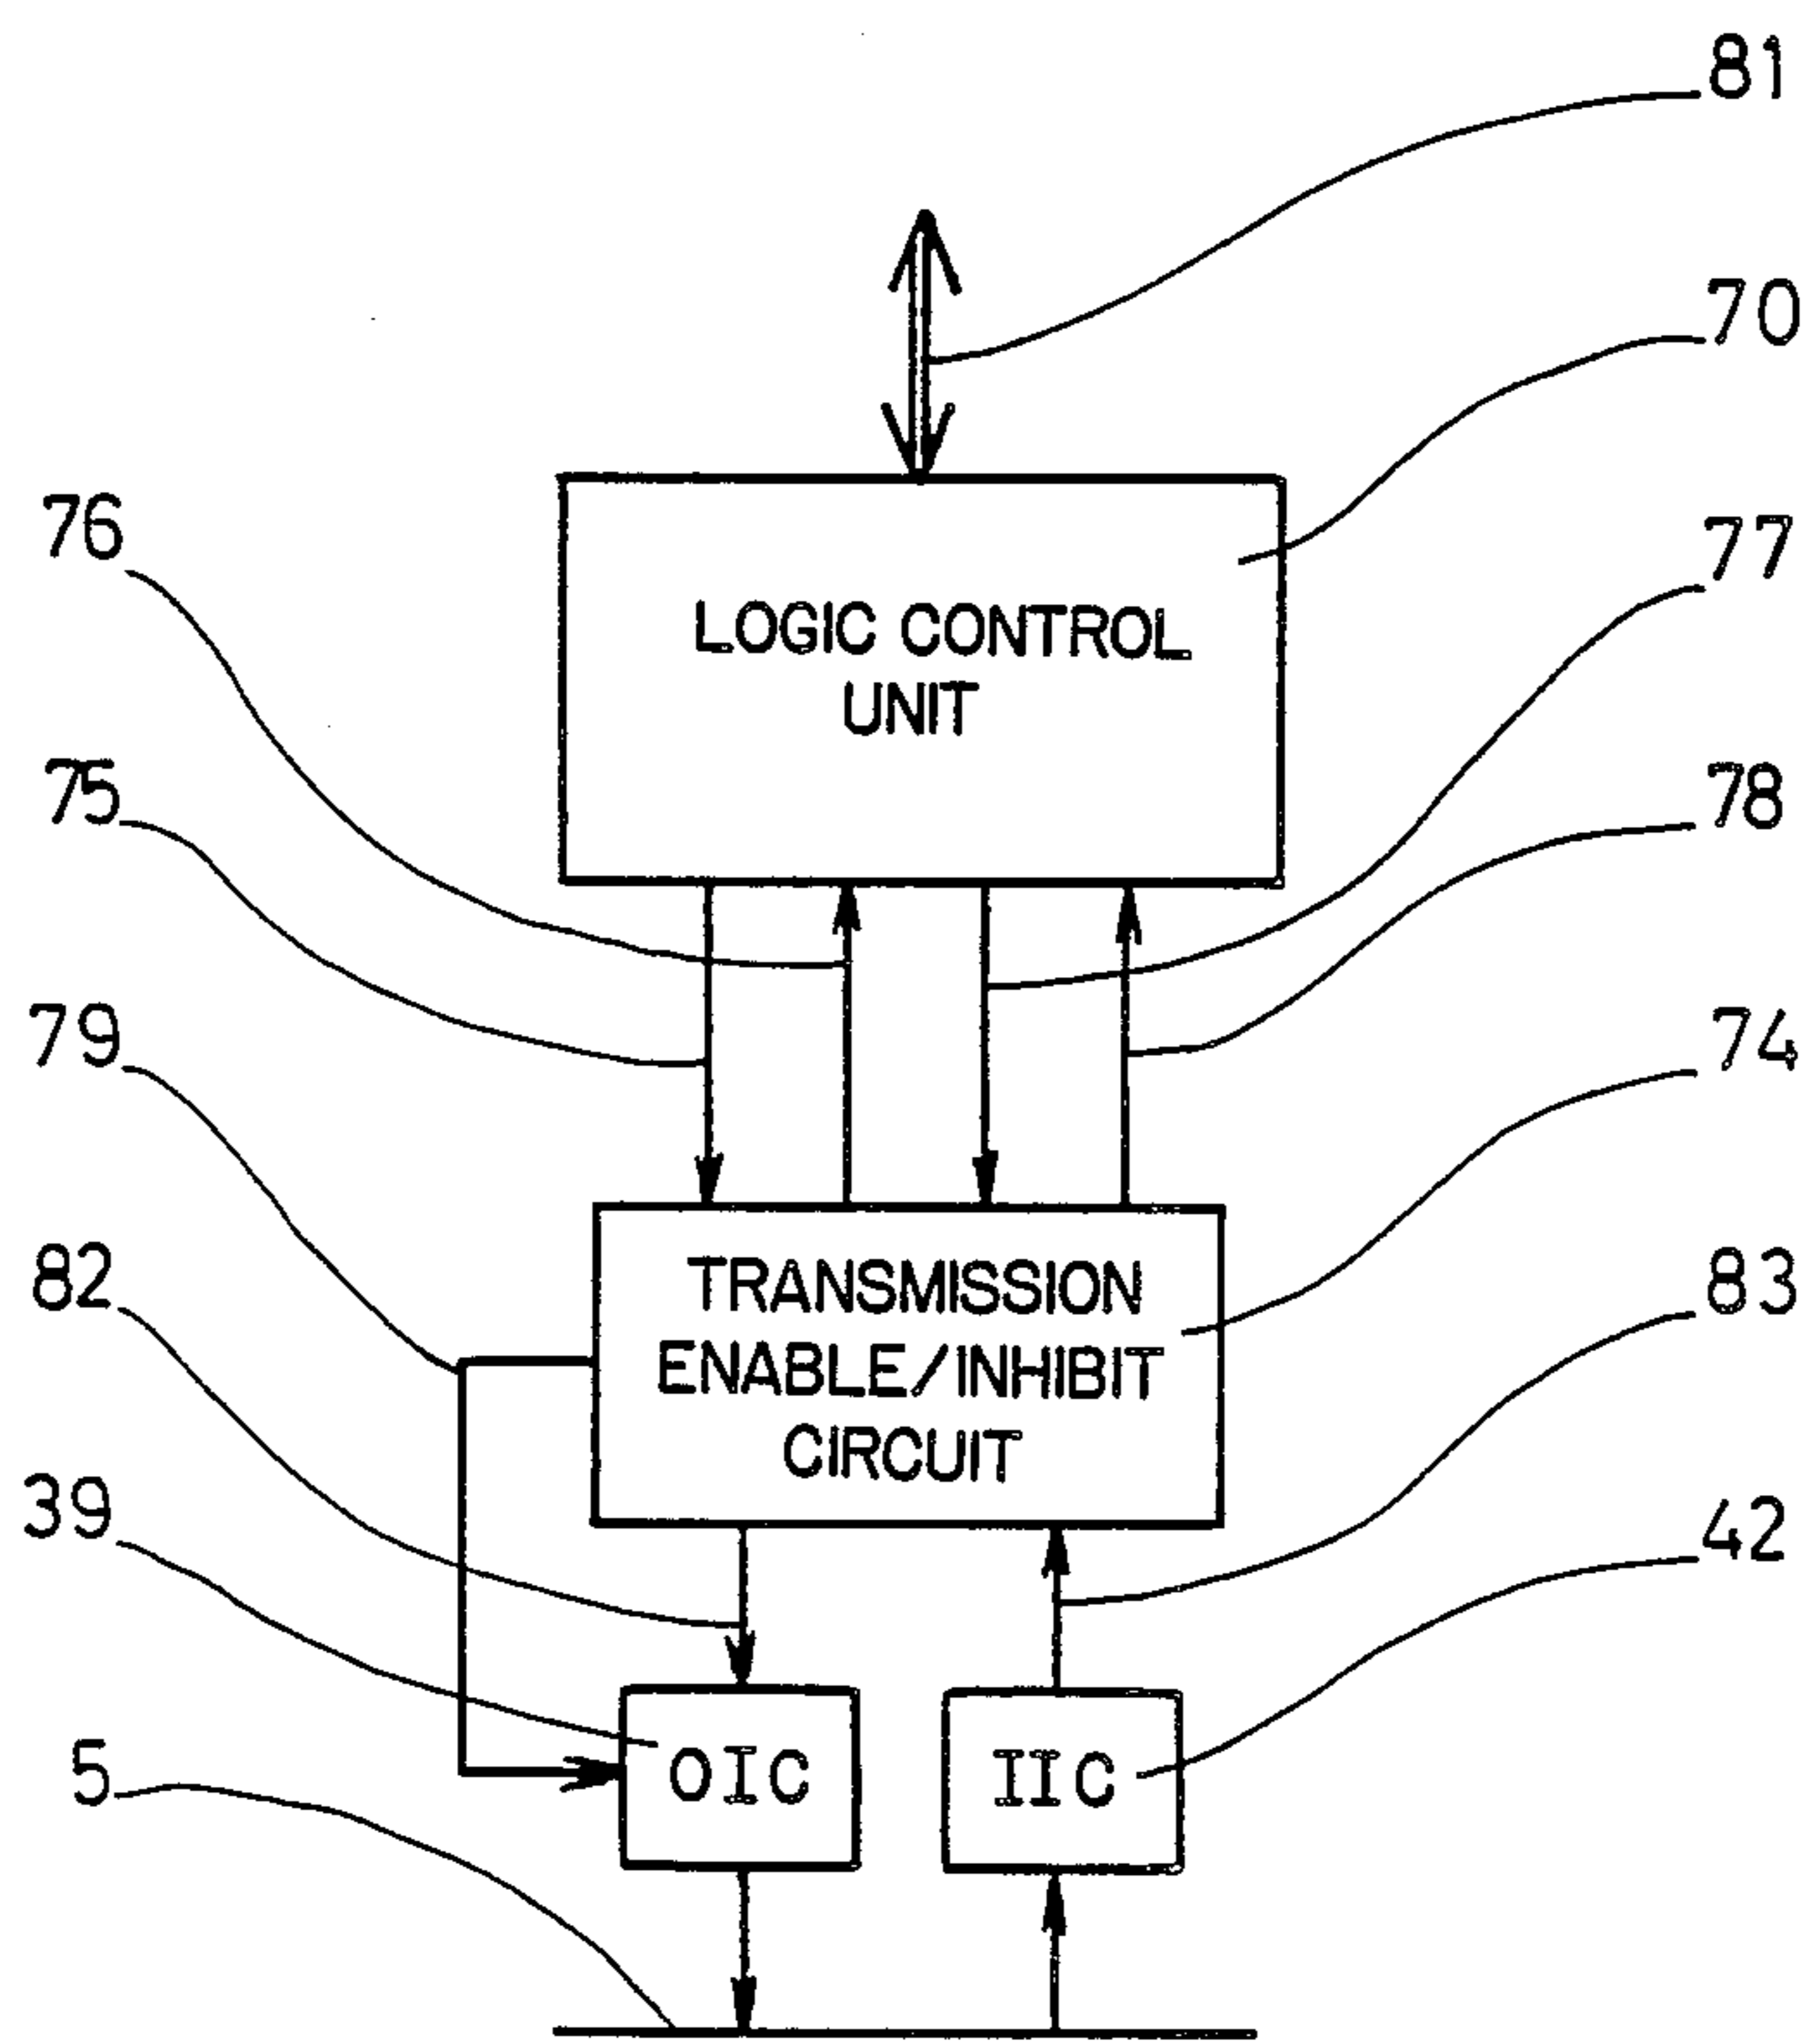 81
70
76
77
LOGIC CONTROL
UNIT
75
78
79
74
82
83
TRANSMISSION
ENABLE/INHIBIT
CIRCUIT
39
42
5
OIC
IIC